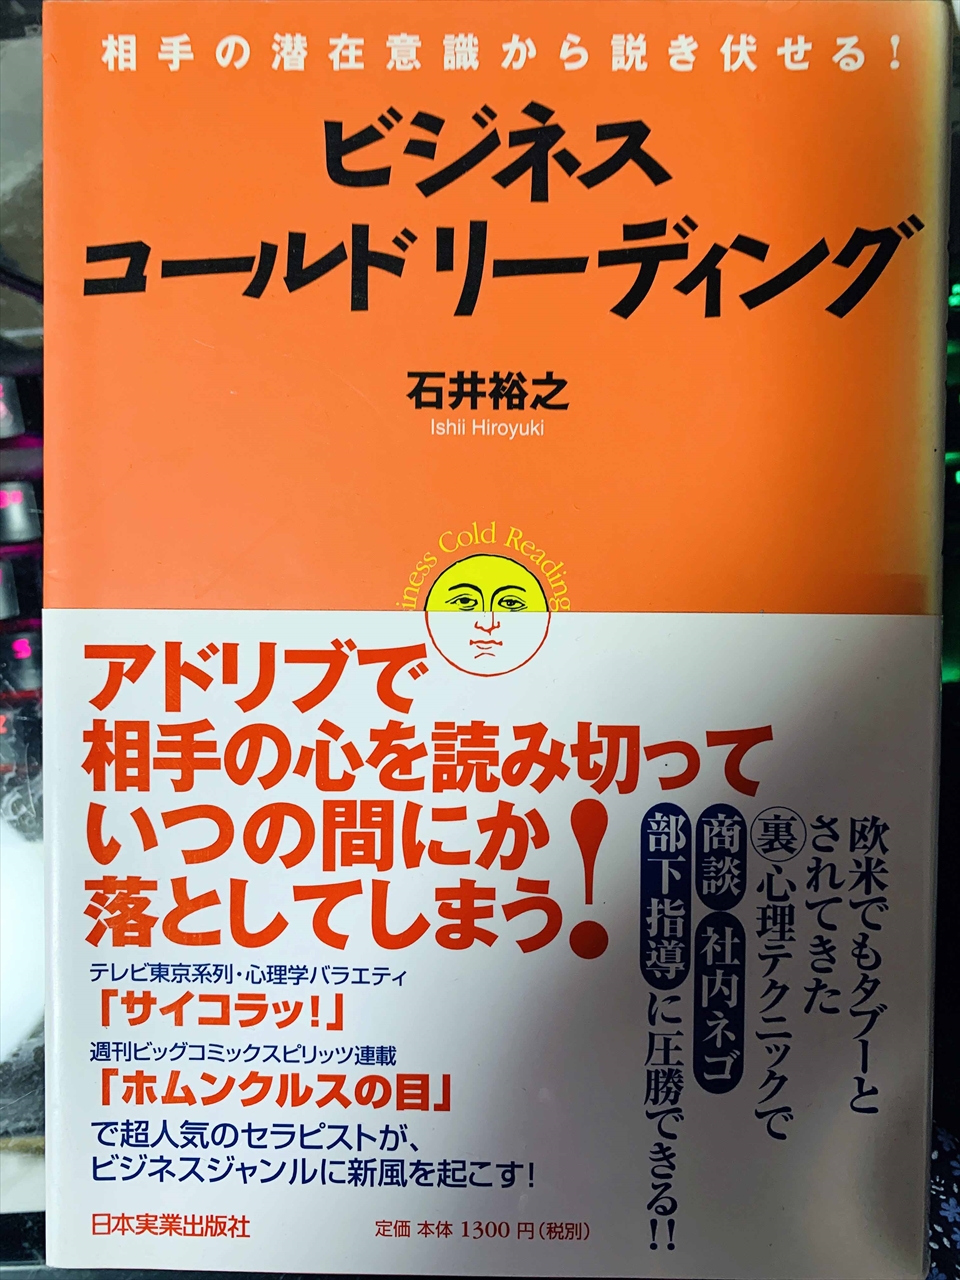 相手の潜在意識から説き伏せる！
ビジネス
コールドリーディング
石井裕之
Ishii Hiroyuki
iness Cold Reading
アドリブで
相手の心を読み切って
いつの間にか
落としてしまう！
欧米でもタブーと
されてきた
裏心理テクニックで
商談 社内ネゴ
部下指導に圧勝できる!!
テレビ東京系列・心理学バラエティ
「サイコラッ！」
週刊ビッグコミックスピリッツ連載
「ホムンクルスの目」
で超人気のセラピストが、
ビジネスジャンルに新風を起こす！
日本実業出版社
定価 本体 1300 円（税別）